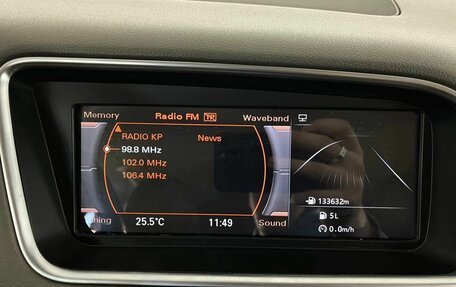 Memory Radio FM TP Waveband
RADIO KP News
98.8 MHz
102.0 MHz
106.4 MHz
133632m
5L
0.0m/h
25.5°C 11:49 Sound